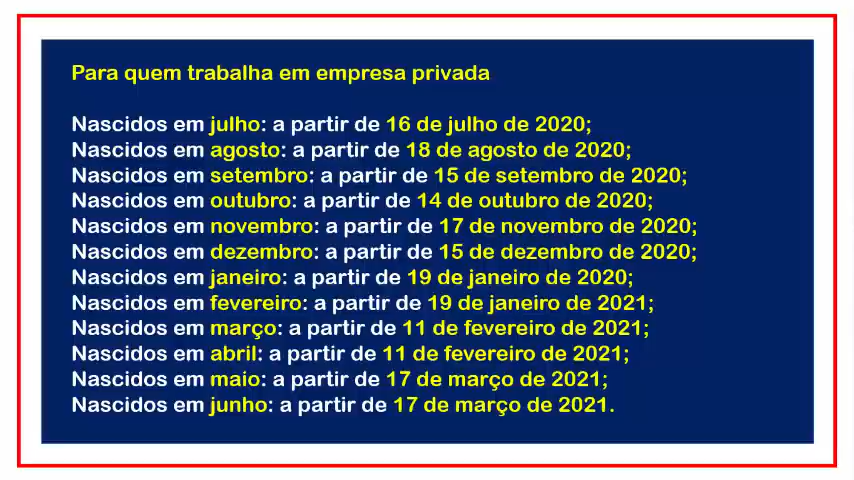 Para quem trabalha em empresa privada
Nascidos em julho: a partir de 16 de julho de 2020;
Nascidos em agosto: a partir de 18 de agosto de 2020;
Nascidos em setembro: a partir de 15 de setembro de 2020;
Nascidos em outubro: a partir de 14 de outubro de 2020;
Nascidos em novembro: a partir de 17 de novembro de 2020;
Nascidos em dezembro: a partir de 15 de dezembro de 2020;
Nascidos em janeiro: a partir de 19 de janeiro de 2020;
Nascidos em fevereiro: a partir de 19 de janeiro de 2021;
Nascidos em março: a partir de 11 de fevereiro de 2021;
Nascidos em abril: a partir de 11 de fevereiro de 2021;
Nascidos em maio: a partir de 17 de março de 2021;
Nascidos em junho: a partir de 17 de março de 2021.